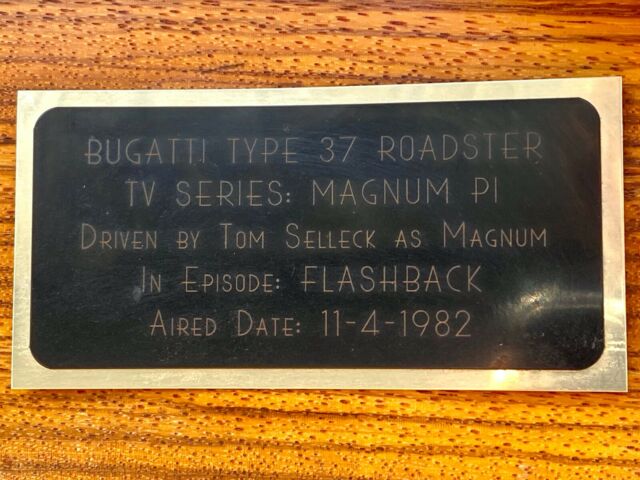 BUGATTI TYPE 37 ROADSTER
TV SERIES: MAGNUM PI
DRIVEN BY TOM SELLECK AS MAGNUM
IN EPISODE: FLASHBACK
AIRED DATE: 11-4-1982